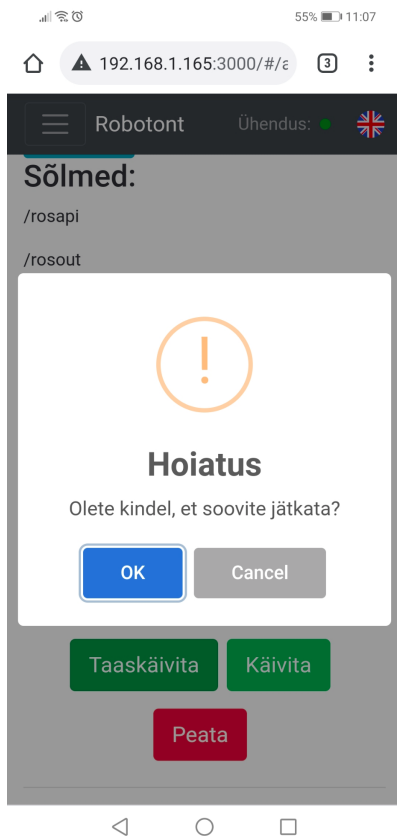 55% 11:07
192.168.1.165:3000/#/a
3
Robotont Ühendus:
Sõlmed:
/rosapi
/rosout
!
Hoiatus
Olete kindel, et soovite jätkata?
OK Cancel
Taaskäivita Käivita
Peata